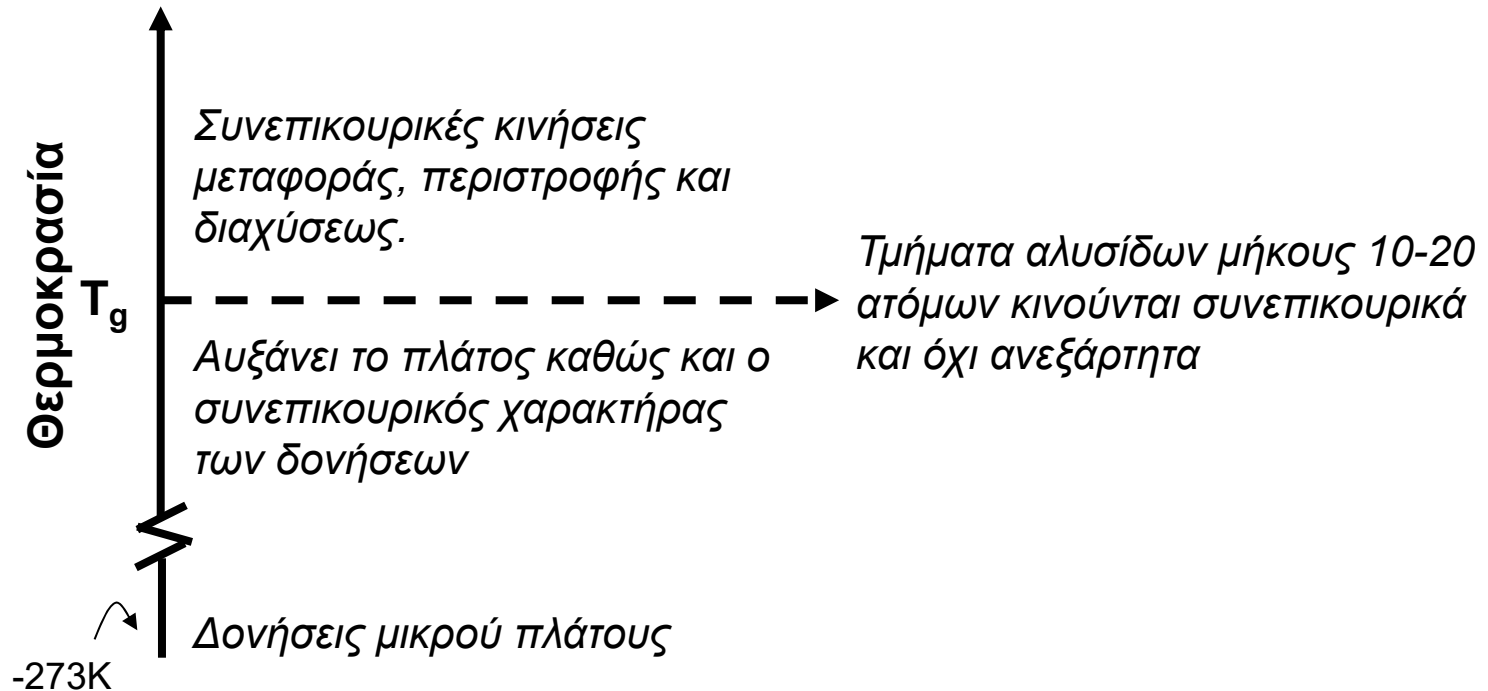 Θερμοκρασία
Συνεπικουρικές κινήσεις
μεταφοράς, περιστροφής και
διαχύσεως.
Tg
Τμήματα αλυσίδων μήκους 10-20
ατόμων κινούνται συνεπικουρικά
και όχι ανεξάρτητα
Αυξάνει το πλάτος καθώς και ο
συνεπικουρικός χαρακτήρας
των δονήσεων
Δονήσεις μικρού πλάτους
-273K